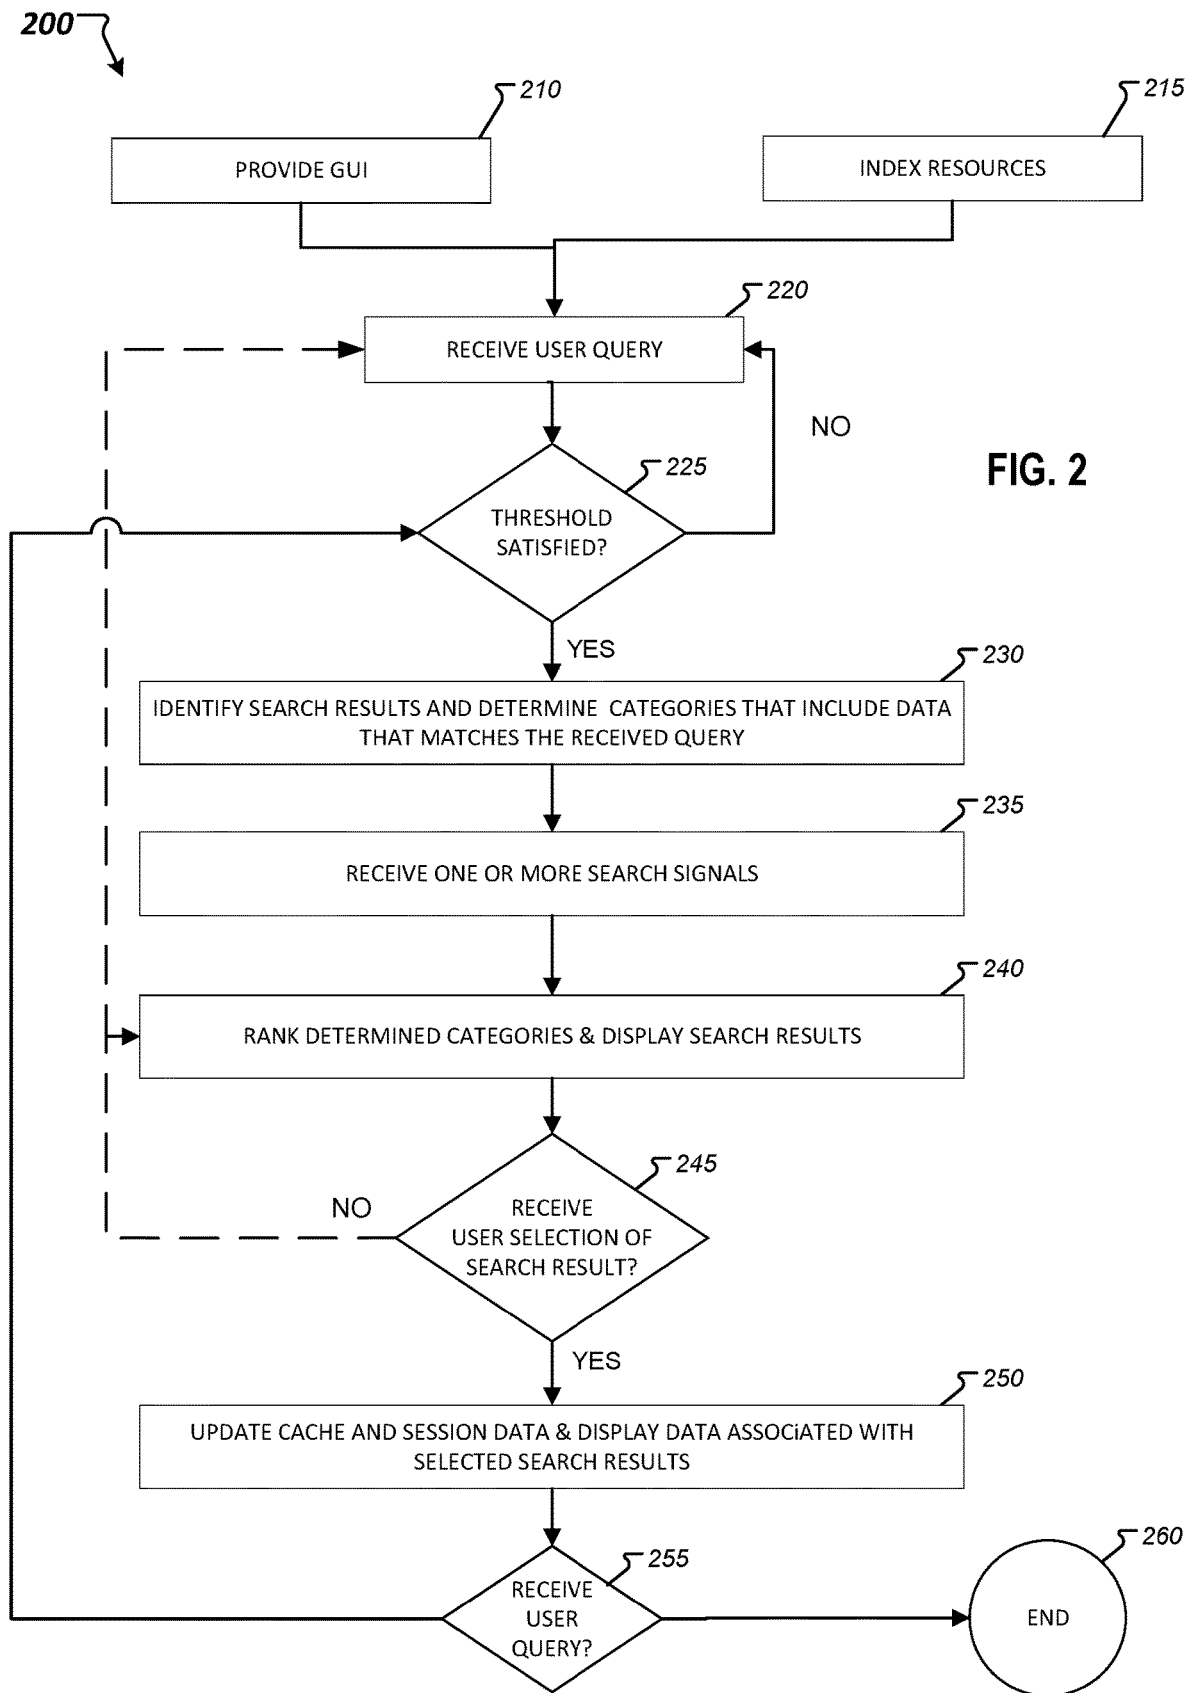 200
210
215
PROVIDE GUI
INDEX RESOURCES
220
RECEIVE USER QUERY
NO
FIG. 2
225
THRESHOLD
SATISFIED?
YES
230
IDENTIFY SEARCH RESULTS AND DETERMINE CATEGORIES THAT INCLUDE DATA
THAT MATCHES THE RECEIVED QUERY
235
RECEIVE ONE OR MORE SEARCH SIGNALS
240
RANK DETERMINED CATEGORIES & DISPLAY SEARCH RESULTS
245
NO
RECEIVE
USER SELECTION OF
SEARCH RESULT?
YES
250
UPDATE CACHE AND SESSION DATA & DISPLAY DATA ASSOCiATED WITH
SELECTED SEARCH RESULTS
255
260
RECEIVE
USER
QUERY?
END